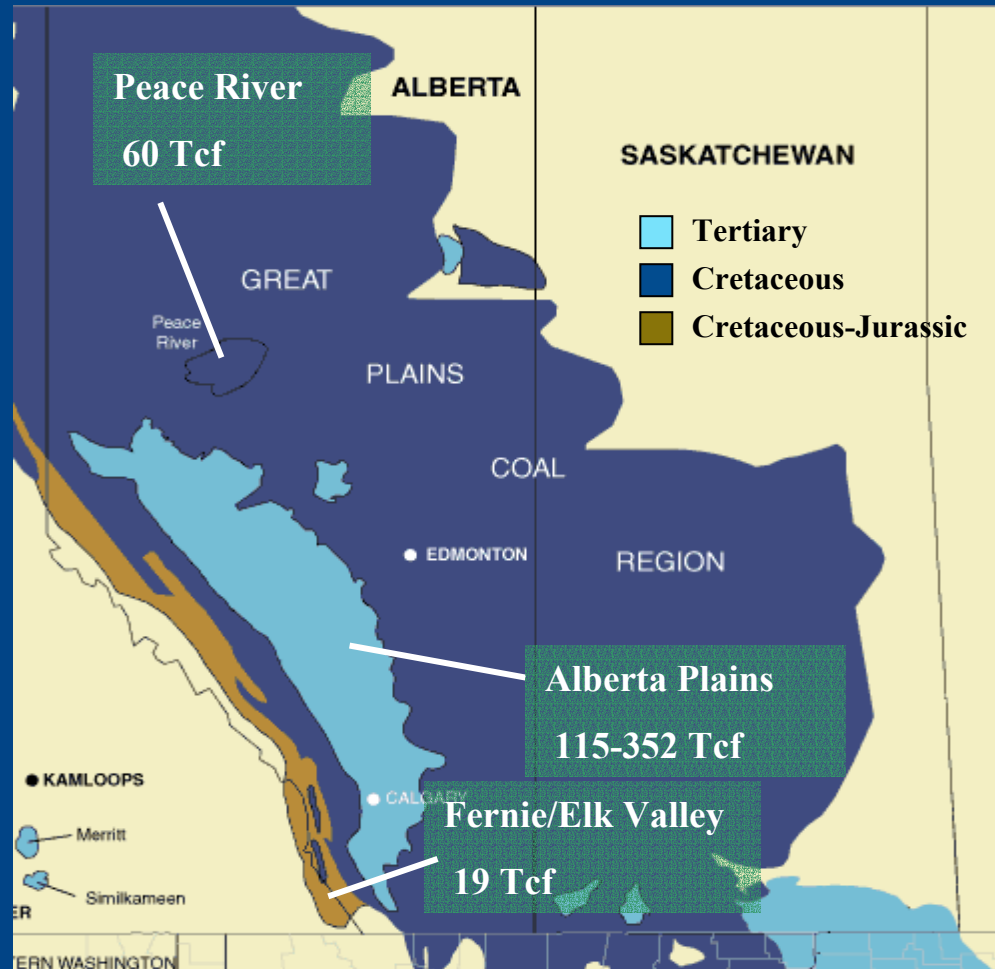 Peace River
60 Tcf
ALBERTA
SASKATCHEWAN
Tertiary
Cretaceous
Cretaceous-Jurassic
GREAT
Peace
River
PLAINS
COAL
EDMONTON
REGION
Alberta Plains
115-352 Tcf
KAMLOOPS
CALGARY
Fernie/Elk Valley
19 Tcf
Merritt
Similkameen
ER
TERN WASHINGTON